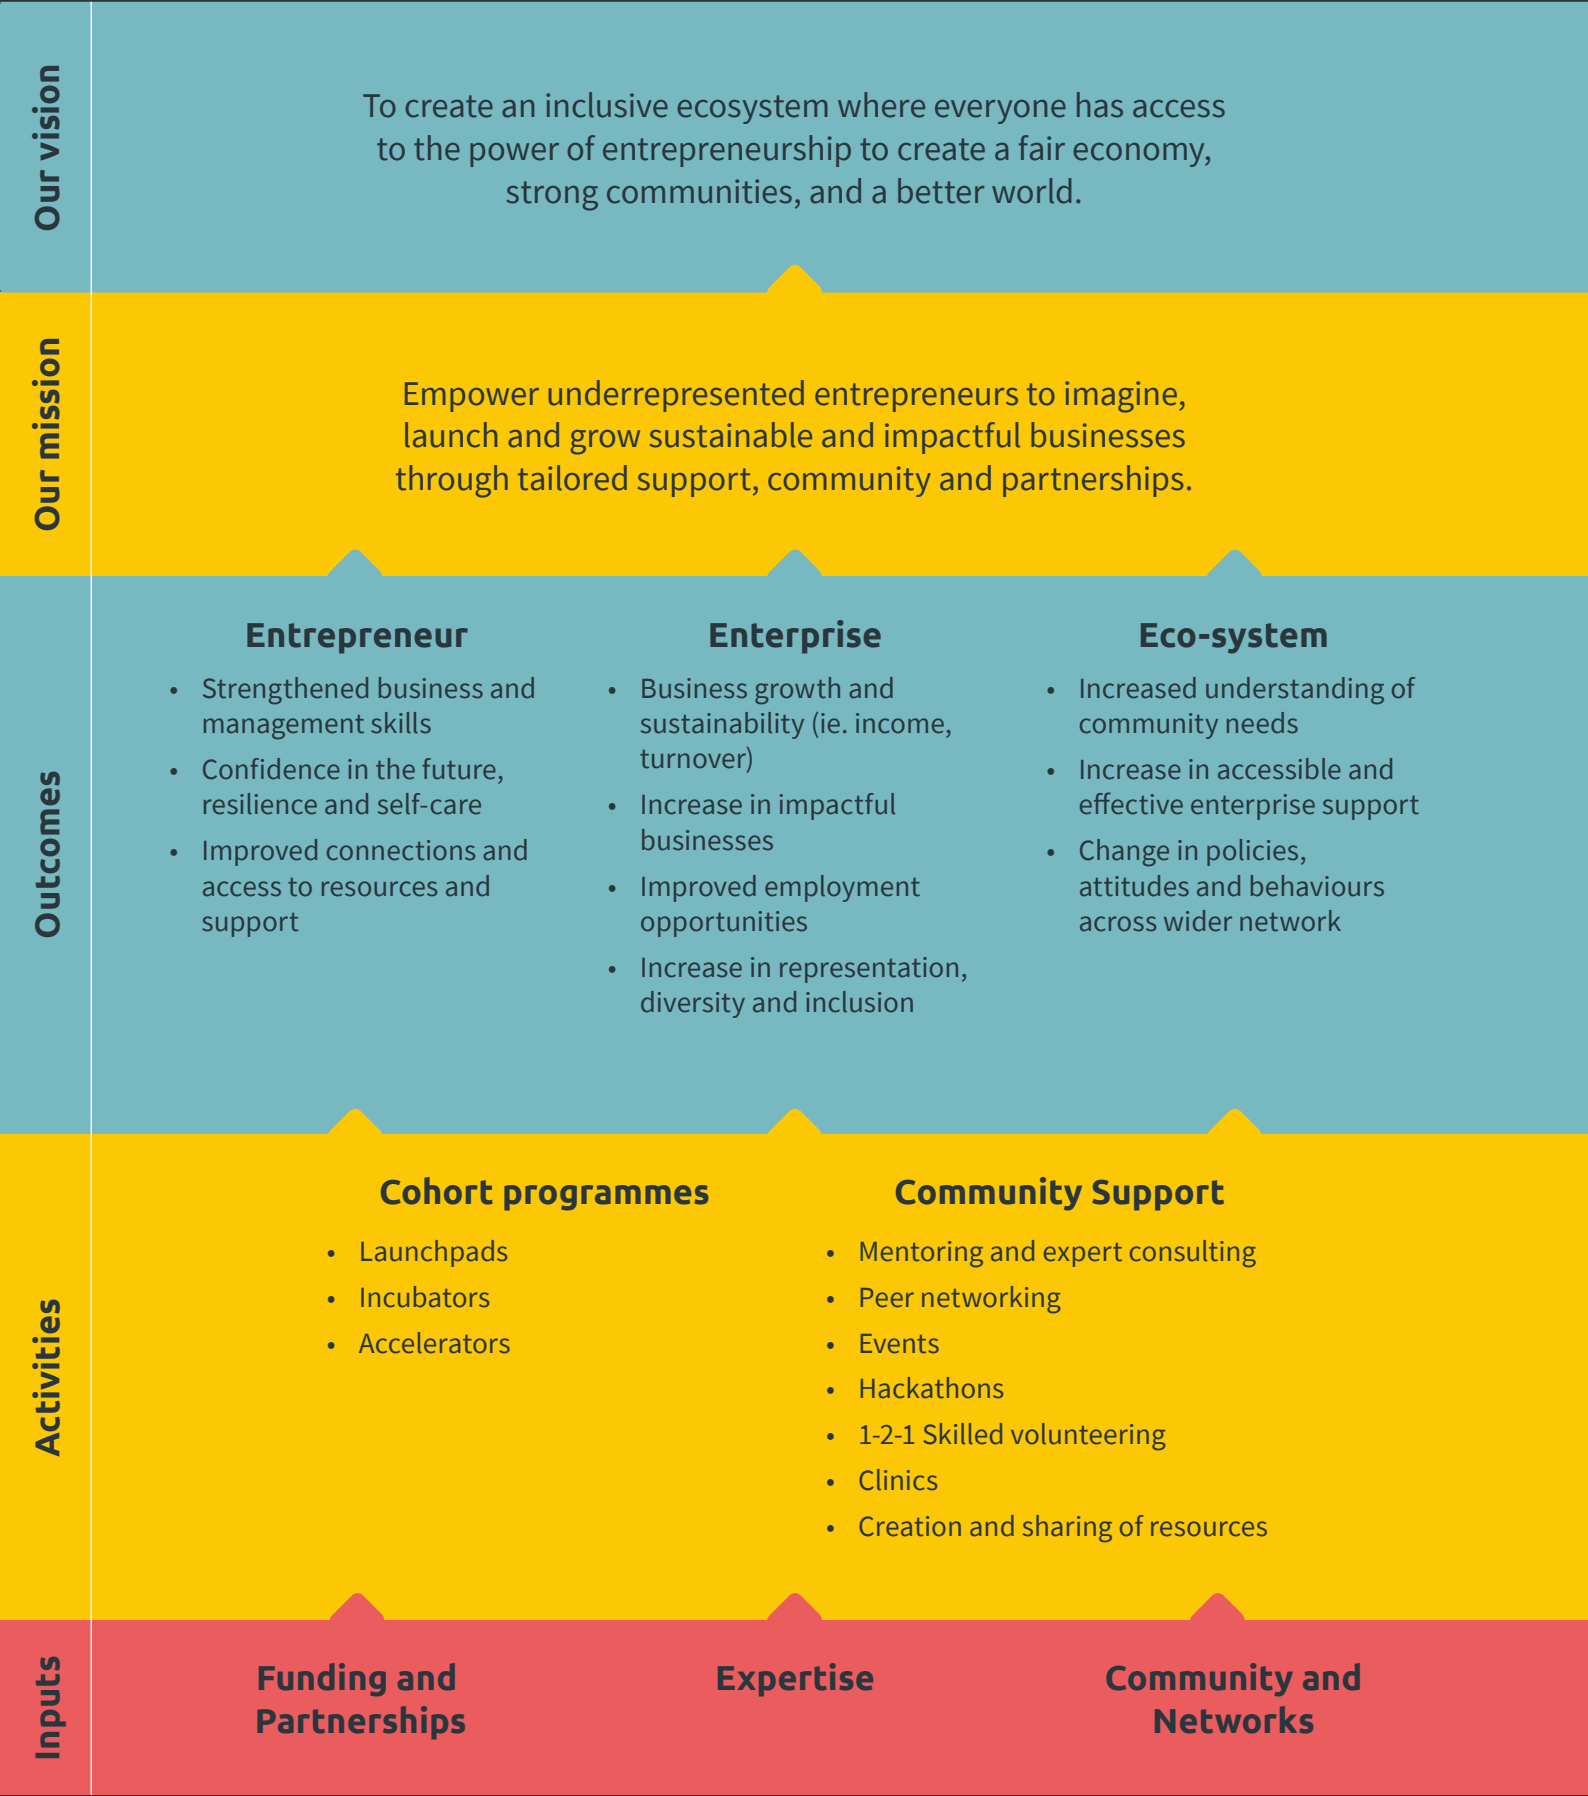 Our vision
To create an inclusive ecosystem where everyone has access
to the power of entrepreneurship to create a fair economy,
strong communities, and a better world.
Our mission
Empower underrepresented entrepreneurs to imagine,
launch and grow sustainable and impactful businesses
through tailored support, community and partnerships.
Outcomes
Entrepreneur
• Strengthened business and
management skills
• Confidence in the future,
resilience and self-care
• Improved connections and
access to resources and
support
Enterprise
• Business growth and
sustainability (ie. income,
turnover)
• Increase in impactful
businesses
• Improved employment
opportunities
• Increase in representation,
diversity and inclusion
Eco-system
• Increased understanding of
community needs
• Increase in accessible and
effective enterprise support
• Change in policies,
attitudes and behaviours
across wider network
Activities
Cohort programmes
• Launchpads
• Incubators
• Accelerators
Community Support
• Mentoring and expert consulting
• Peer networking
• Events
• Hackathons
• 1-2-1 Skilled volunteering
• Clinics
• Creation and sharing of resources
Inputs
Funding and
Partnerships
Expertise
Community and
Networks